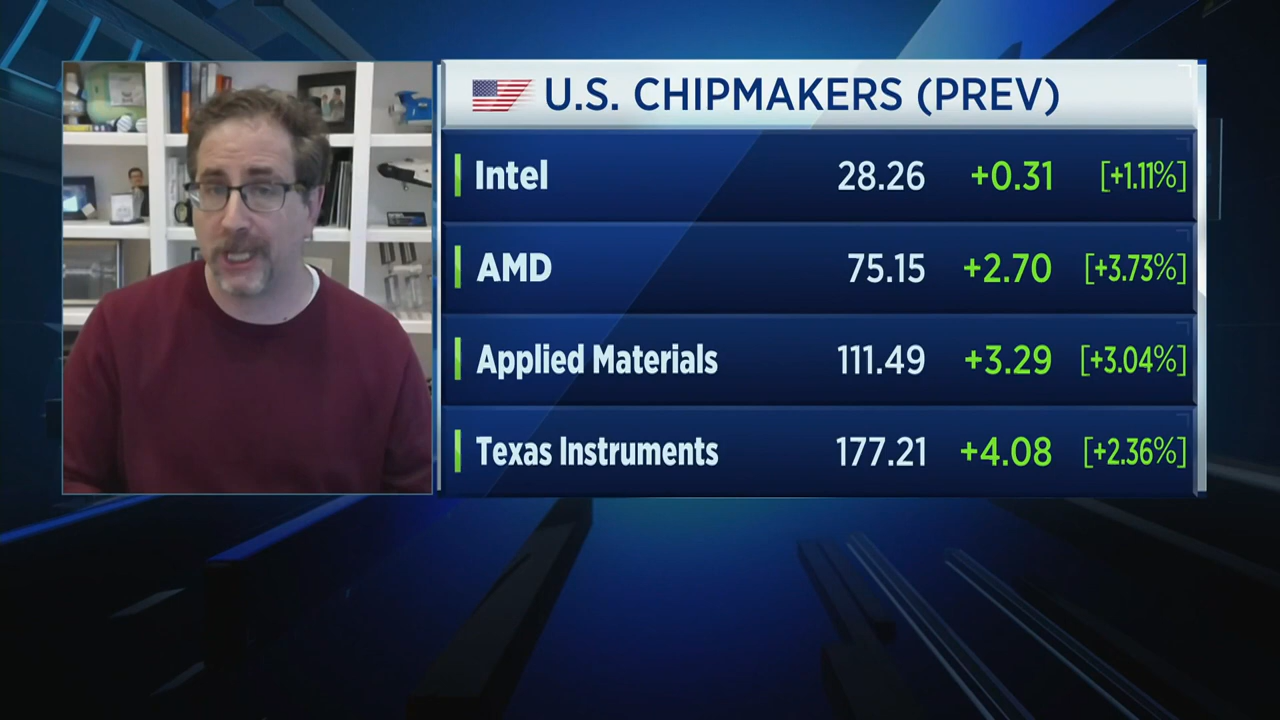 U.S. CHIPMAKERS (PREV)
Intel 28.26 +0.31 [+1.11%]
AMD 75.15 +2.70 [+3.73%]
Applied Materials 111.49 +3.29 [+3.04%]
Texas Instruments 177.21 +4.08 [+2.36%]